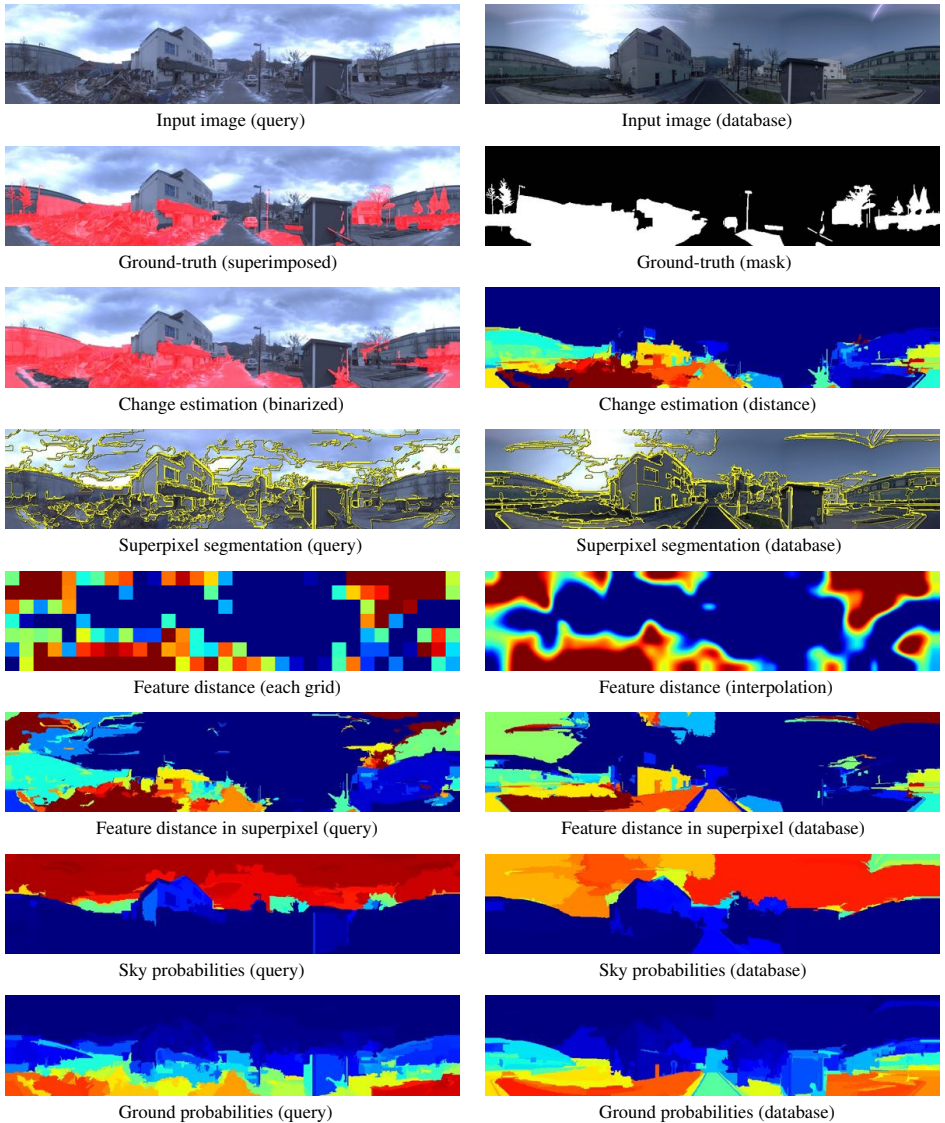 Input image (query)
Input image (database)
Ground-truth (superimposed)
Ground-truth (mask)
Change estimation (binarized)
Change estimation (distance)
Superpixel segmentation (query)
Superpixel segmentation (database)
Feature distance (each grid)
Feature distance (interpolation)
Feature distance in superpixel (query)
Feature distance in superpixel (database)
Sky probabilities (query)
Sky probabilities (database)
Ground probabilities (query)
Ground probabilities (database)